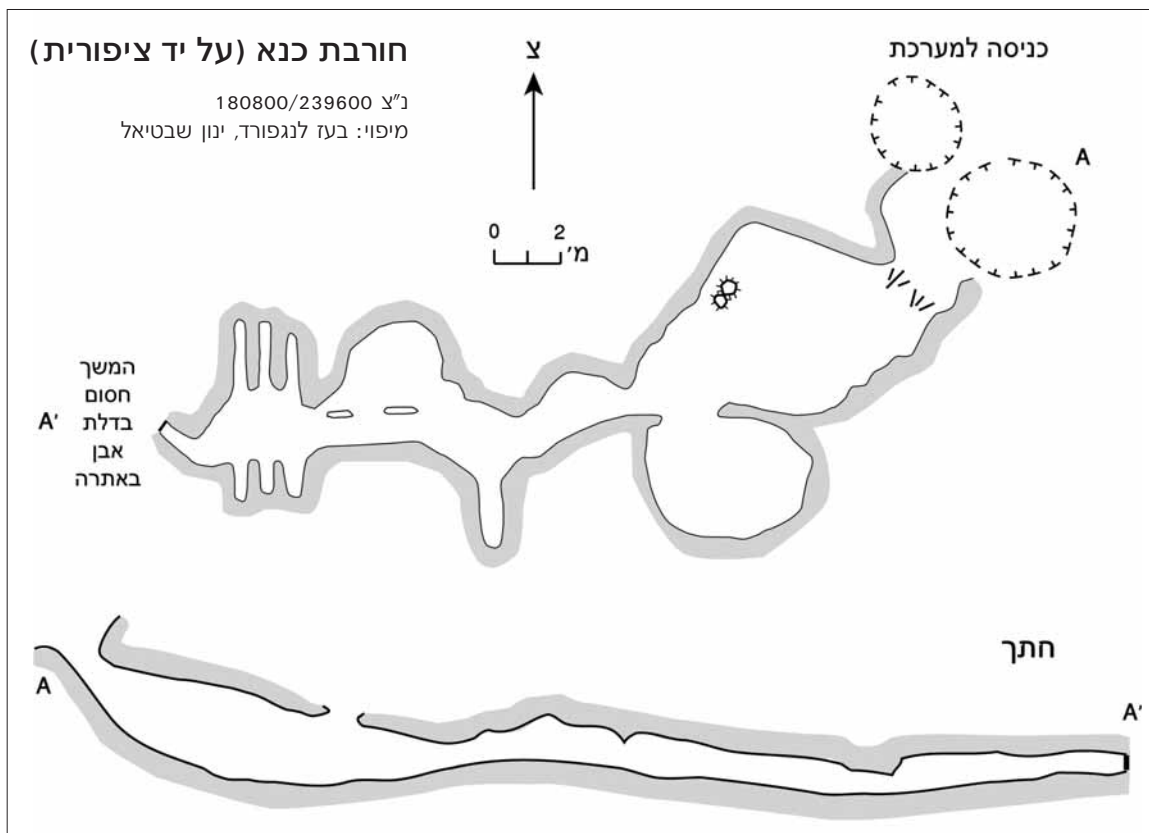 חורבת כנא (על יד ציפורית)
נ"צ 180800/239600
מיפוי: בעז לנגפורד, ינון שבטיאל
צ
כניסה למערכת
A
0 2
מ'
המשך
חסום
בדלת
אבן
באתרה
A'
חתך
A
A'